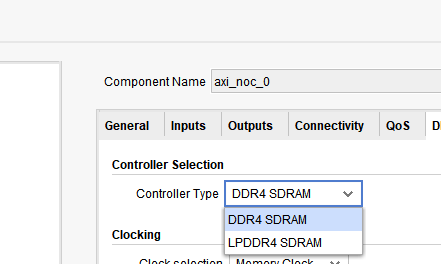 Component Name axi_noc_0
General Inputs Outputs Connectivity QoS
Controller Selection
Controller Type DDR4 SDRAM
DDR4 SDRAM
LPDDR4 SDRAM
Clocking
Clock selection Memory Clock